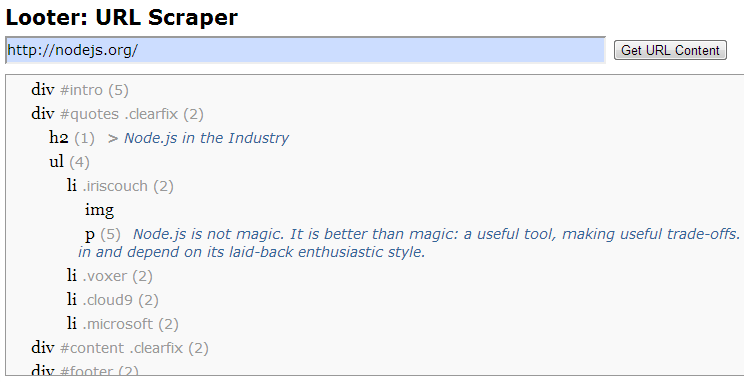 Looter: URL Scraper
http://nodejs.org/ Get URL Content
div #intro (5)
div #quotes .clearfix (2)
h2 (1) > Node.js in the Industry
ul (4)
li .iriscouch (2)
img
p (5) Node.js is not magic. It is better than magic: a useful tool, making useful trade-offs.
in and depend on its laid-back enthusiastic style.
li .voxer (2)
li .cloud9 (2)
li .microsoft (2)
div #content .clearfix (2)
div #footer (2)